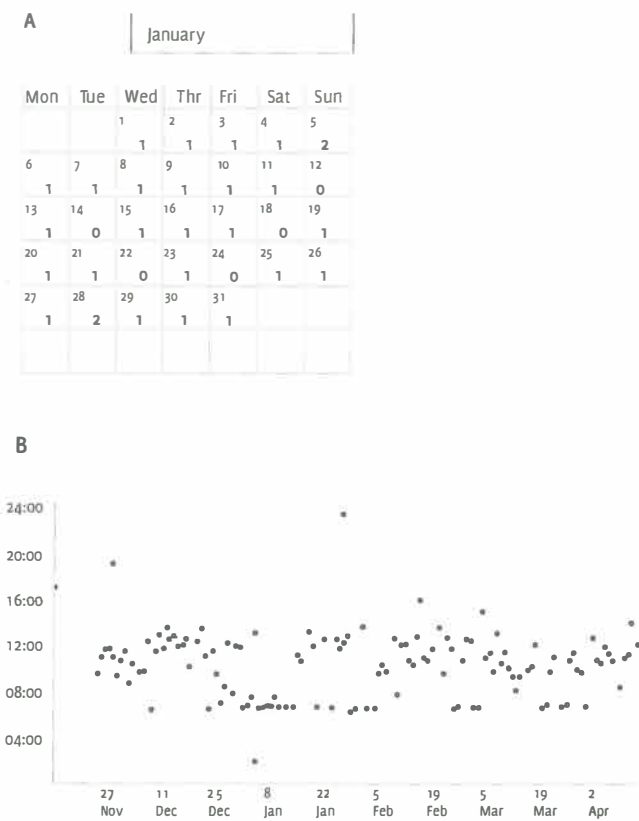 A
January
Mon Tue Wed Thr Fri Sat Sun
1 2 3 4 5
1 1 1 1 2
6 7 8 9 10 11 12
1 1 1 1 1 1 0
13 14 15 16 17 18 19
1 0 1 1 1 0 1
20 21 22 23 24 25 26
1 1 0 1 0 1 1
27 28 29 30 31
1 2 1 1 1
B
24:00
20:00
16:00
12:00
08:00
04:00
27 11 25 8 22 5 19 5 19 2
Nov Dec Dec Jan Jan Feb Feb Mar Mar Apr